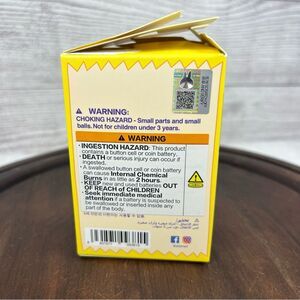 WARNING:
CHOKING HAZARD - Small parts and small
balls. Not for children under 3 years.
WARNING
• INGESTION HAZARD: This product
contains a button cell or coin battery.
• DEATH or serious injury can occur if
ingested.
• A swallowed button cell or coin battery
can cause Internal Chemical
Burns in as little as 2 hours.
• KEEP new and used batteries OUT
OF REACH of CHILDREN
• Seek immediate medical
attention if a battery is suspected
to be swallowed or inserted inside any
part of the body.